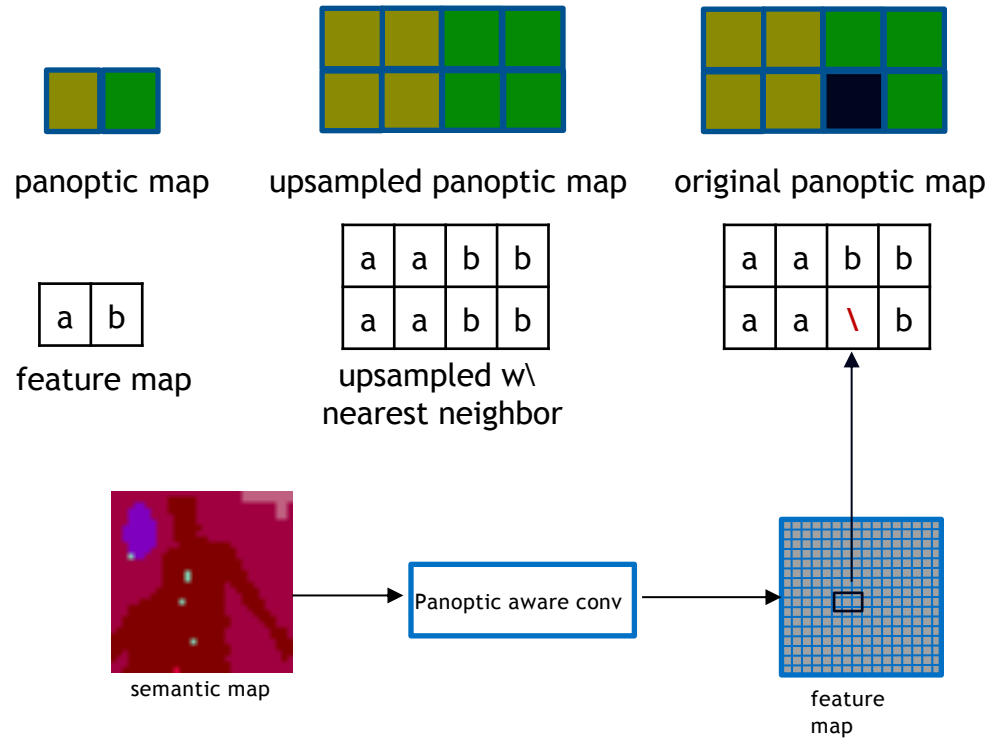 panoptic map
upsampled panoptic map
original panoptic map
a a b b
a a b b
a b
feature map
upsampled w\
nearest neighbor
a a b b
a a \ b
semantic map
Panoptic aware conv
feature
map